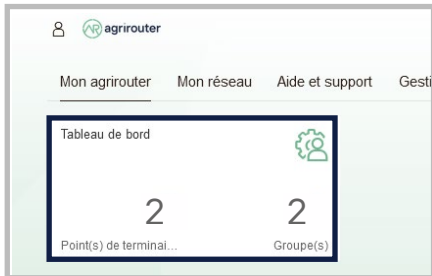 agrirouter
Mon agrirouter Mon réseau Aide et support Gesti
Tableau de bord
2 2
Point(s) de terminai... Groupe(s)